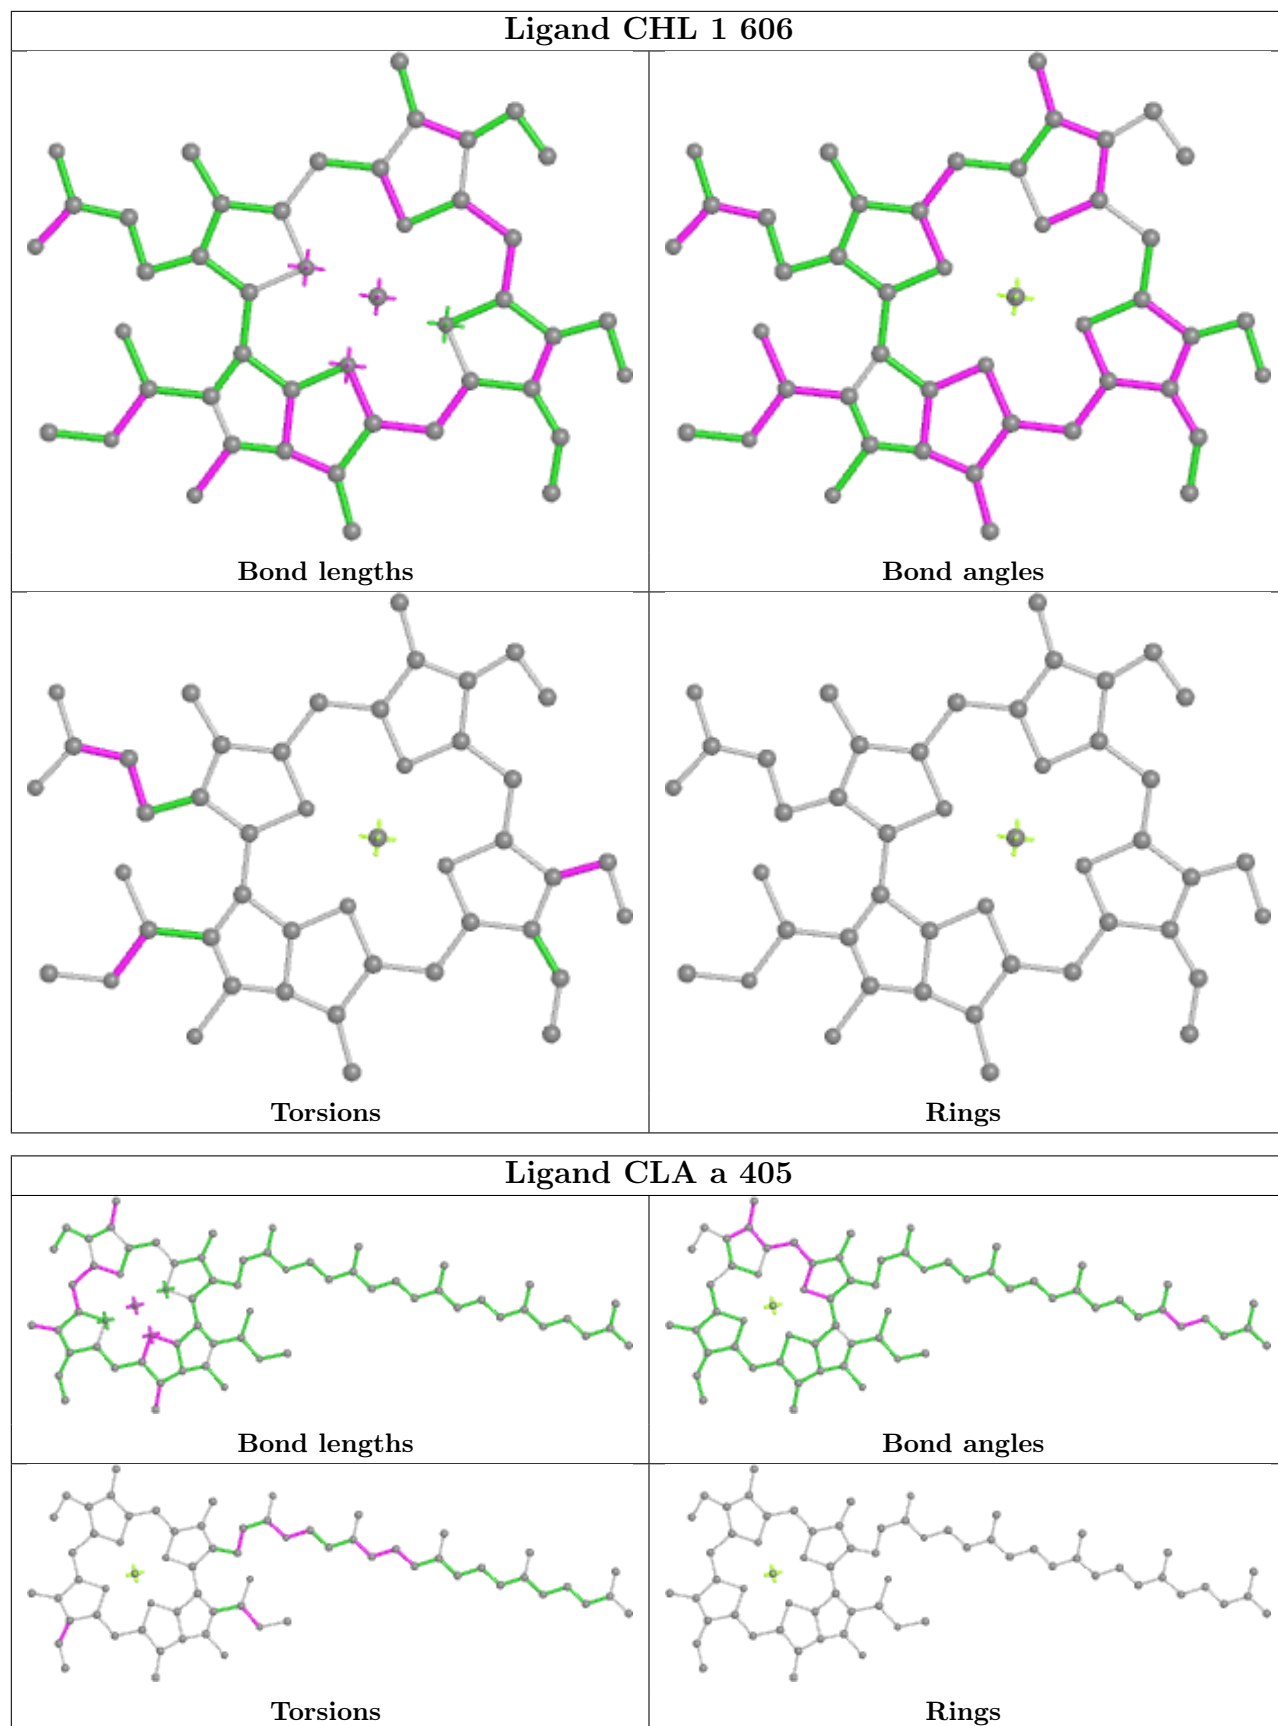 Ligand CHL 1 606
Bond lengths
Bond angles
Torsions
Rings
Ligand CLA a 405
Bond lengths
Bond angles
Torsions
Rings